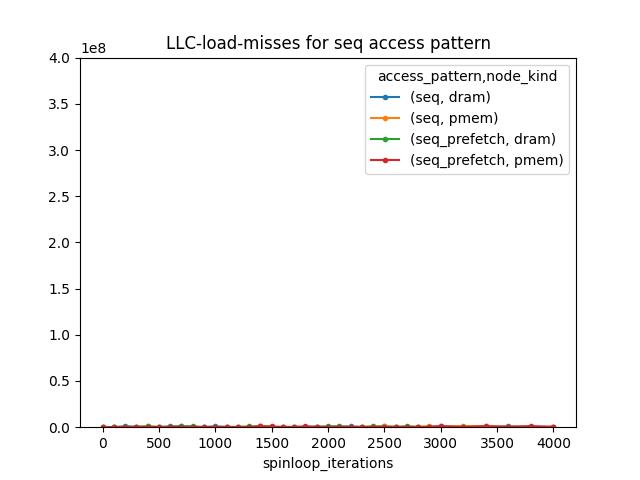 LLC-load-misses for seq access pattern
1e8
4.0
3.5
3.0
2.5
2.0
1.5
1.0
0.5
0.0
access_pattern,node_kind
(seq, dram)
(seq, pmem)
(seq_prefetch, dram)
(seq_prefetch, pmem)
0 500 1000 1500 2000 2500 3000 3500 4000
spinloop_iterations